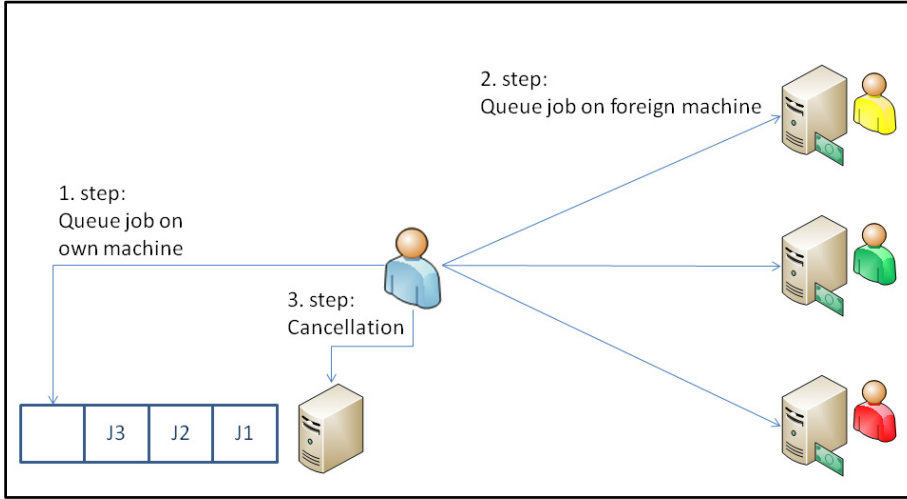 2. step:
Queue job on foreign machine
1. step:
Queue job on
own machine
3. step:
Cancellation
J3 J2 J1